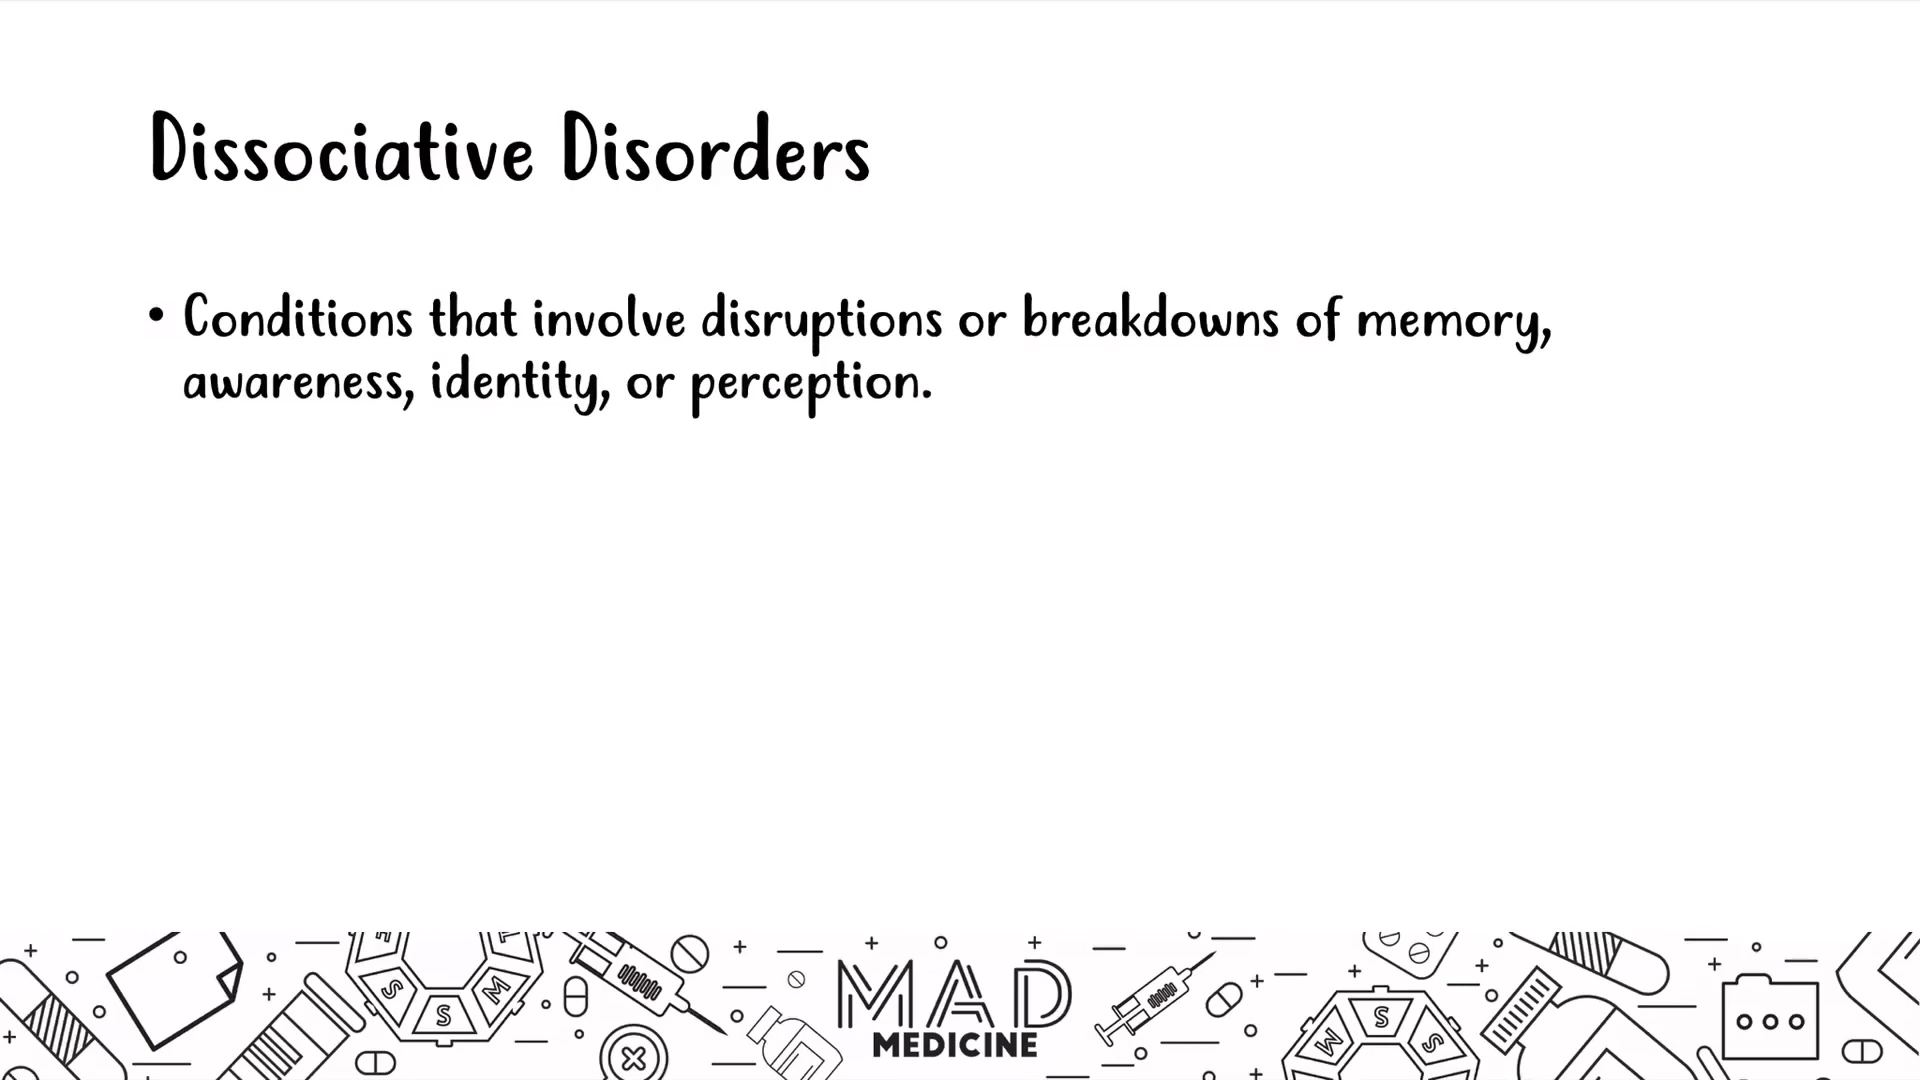 Dissociative Disorders
• Conditions that involve disruptions or breakdowns of memory,
awareness, identity, or perception.
MAD
MEDICINE
S
S
M
M
S
S